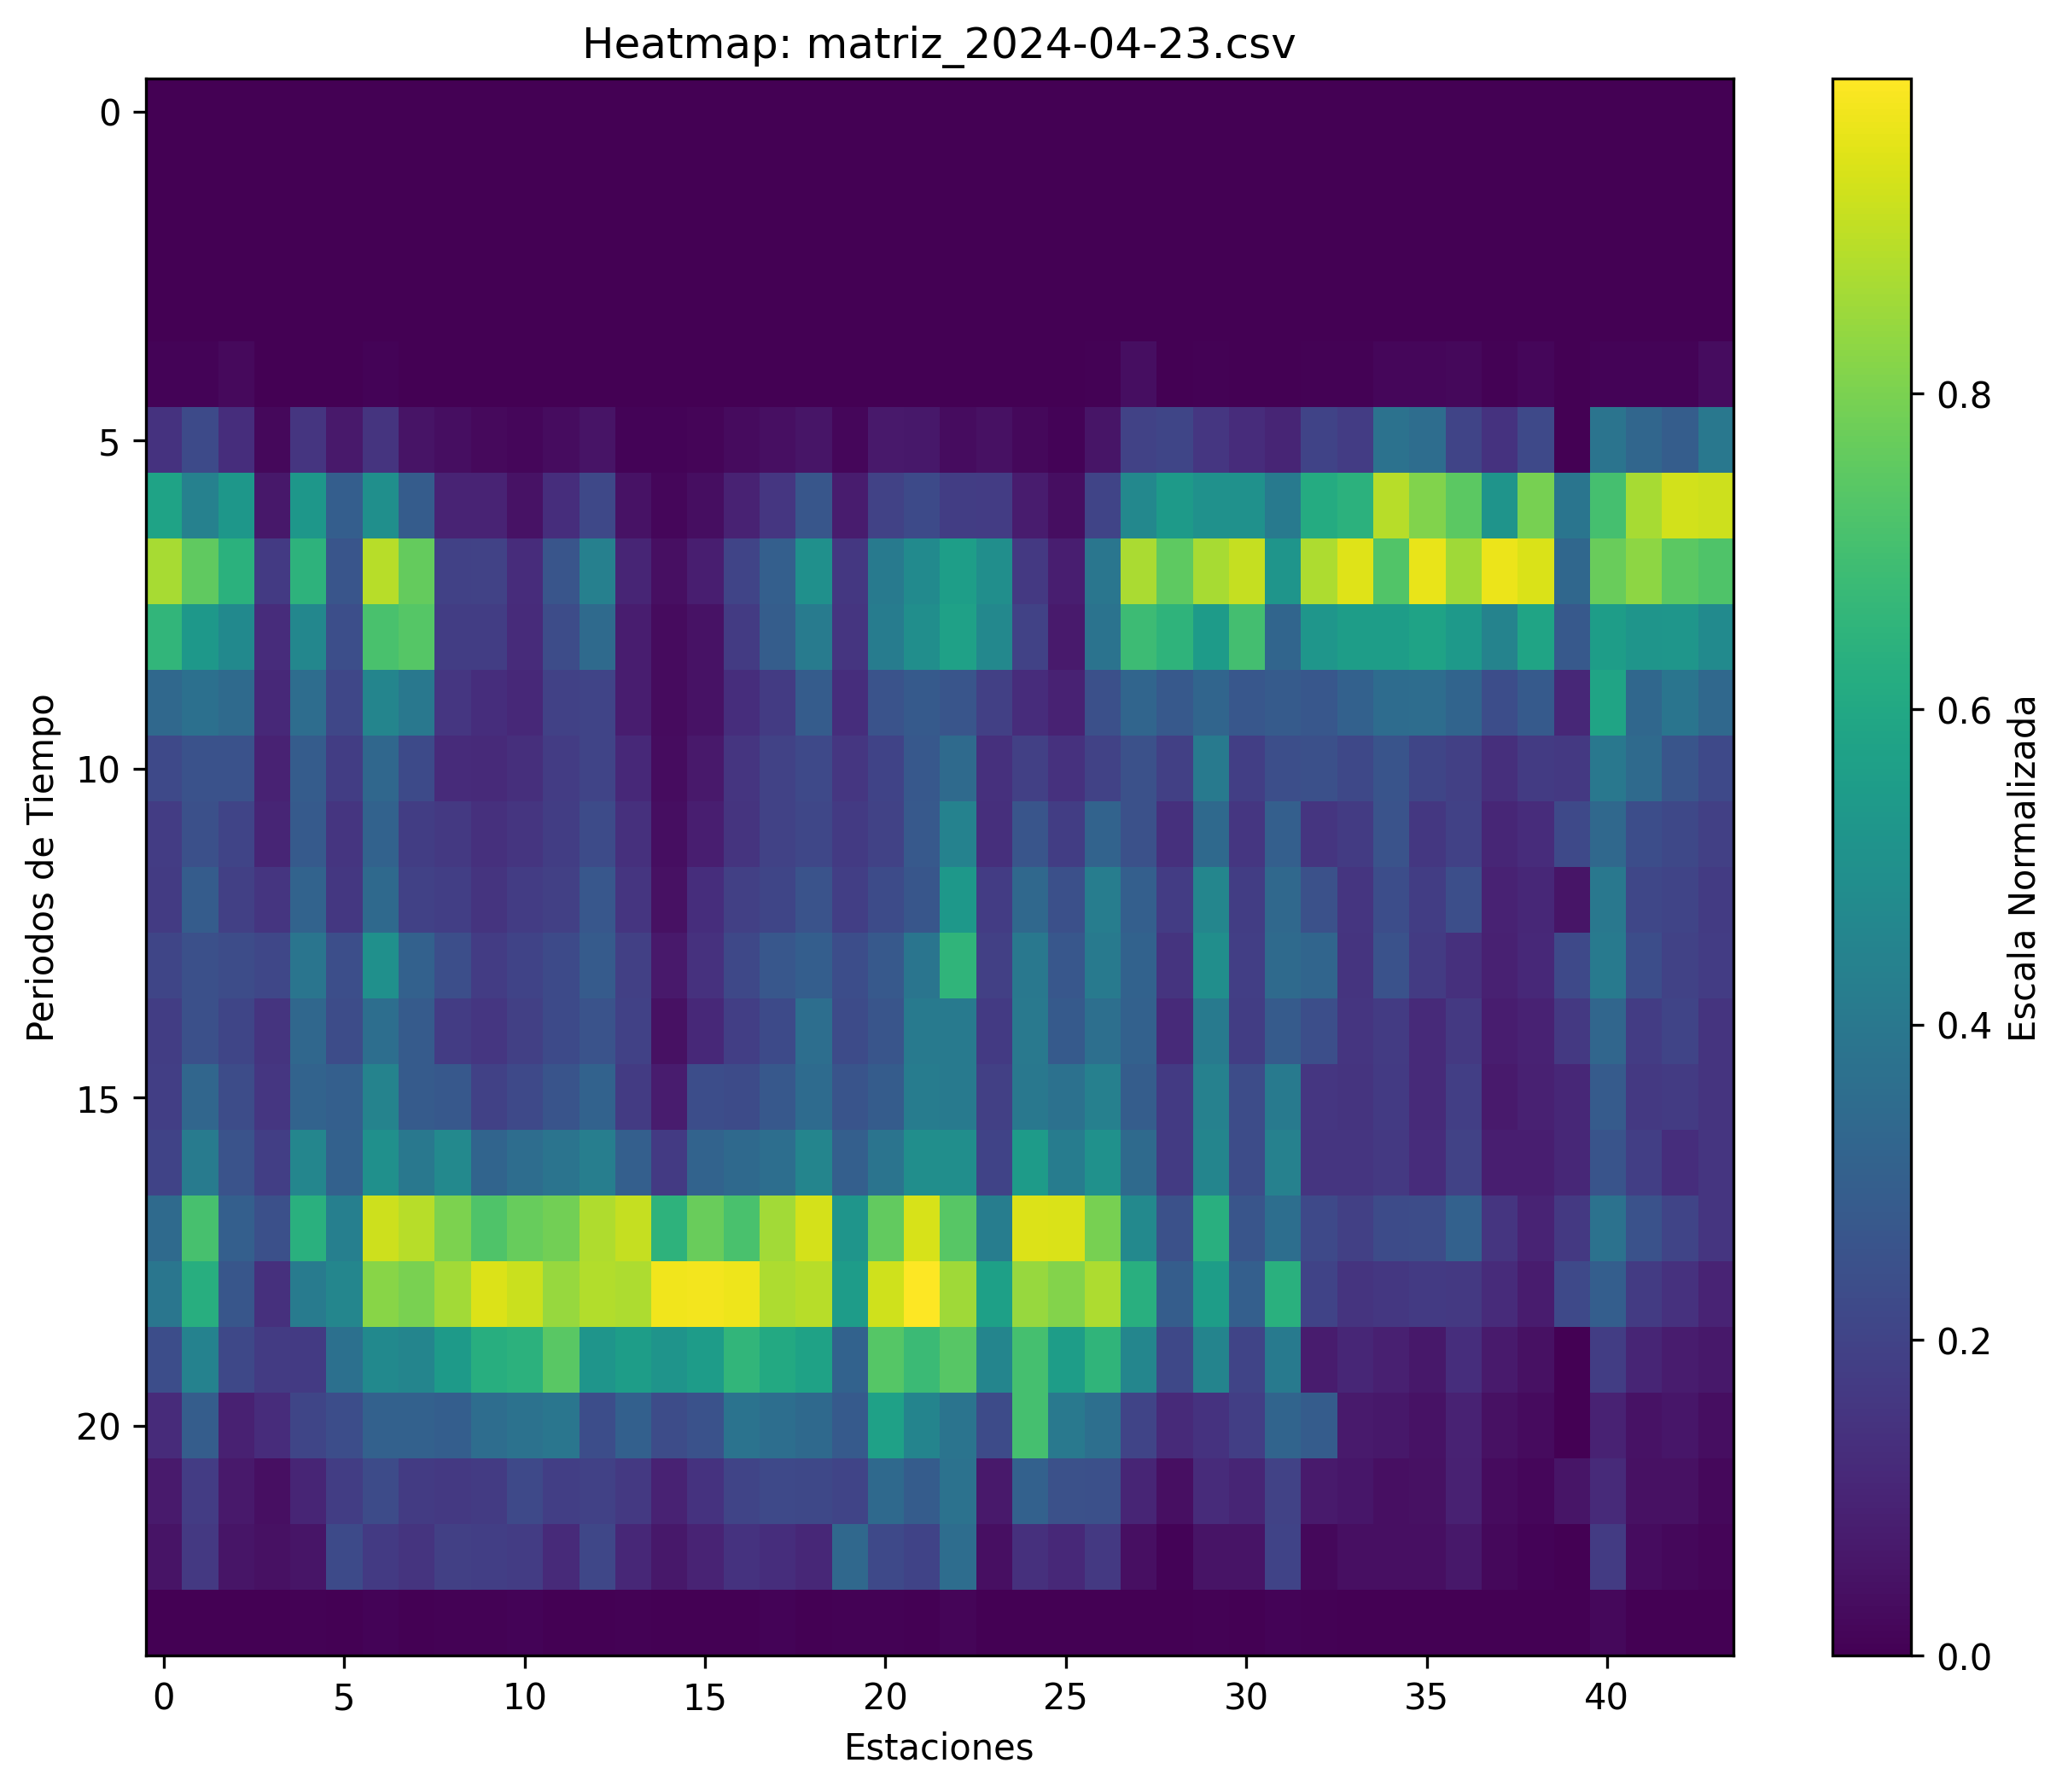 Heatmap: matriz_2024-04-23.csv
Periodos de Tiempo
0
5
10
15
20
0 5 10 15 20 25 30 35 40
Estaciones
0.8
0.6
0.4
0.2
0.0
Escala Normalizada